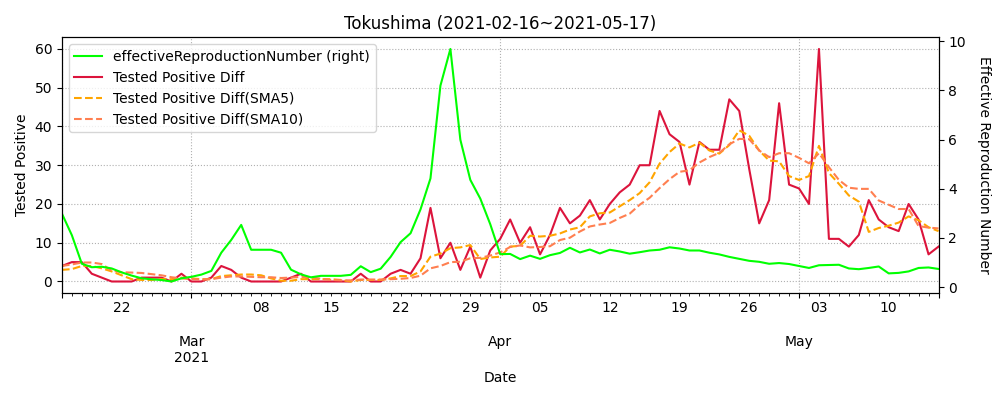 Tokushima (2021-02-16~2021-05-17)
effectiveReproductionNumber (right)
Tested Positive Diff
Tested Positive Diff(SMA5)
Tested Positive Diff(SMA10)
Tested Positive
60
50
40
30
20
10
0
10
8
6
4
2
0
Effective Reproduction Number
22 08 15 22 29 05 12 19 26 03 10
Mar Apr May
2021
Date